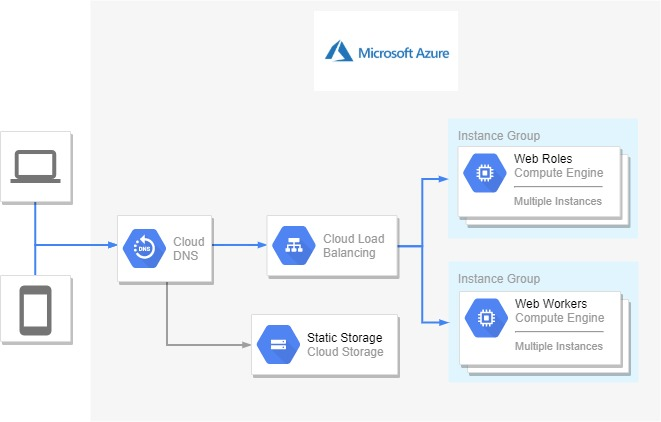 Microsoft Azure
Instance Group
Web Roles
Compute Engine
Multiple Instances
DNS
Cloud
DNS
Cloud Load
Balancing
Instance Group
Web Workers
Compute Engine
Multiple Instances
Static Storage
Cloud Storage